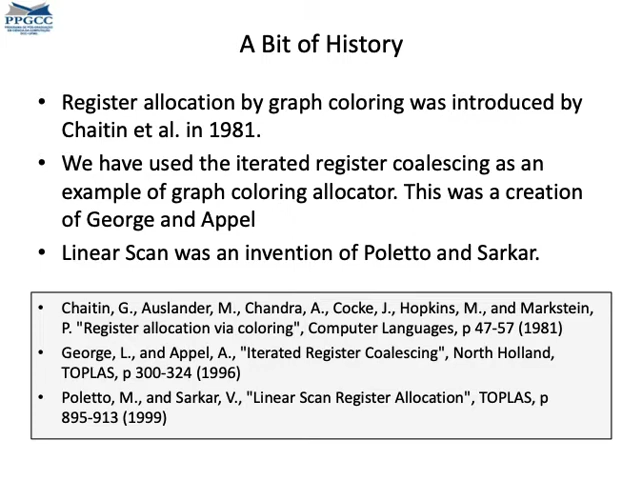 PPGCC
A Bit of History
• Register allocation by graph coloring was introduced by
Chaitin et al. in 1981.
• We have used the iterated register coalescing as an
example of graph coloring allocator. This was a creation
of George and Appel
• Linear Scan was an invention of Poletto and Sarkar.
• Chaitin, G., Auslander, M., Chandra, A., Cocke, J., Hopkins, M., and Markstein,
P. "Register allocation via coloring", Computer Languages, p 47-57 (1981)
• George, L., and Appel, A., "Iterated Register Coalescing", North Holland,
TOPLAS, p 300-324 (1996)
• Poletto, M., and Sarkar, V., "Linear Scan Register Allocation", TOPLAS, p
895-913 (1999)